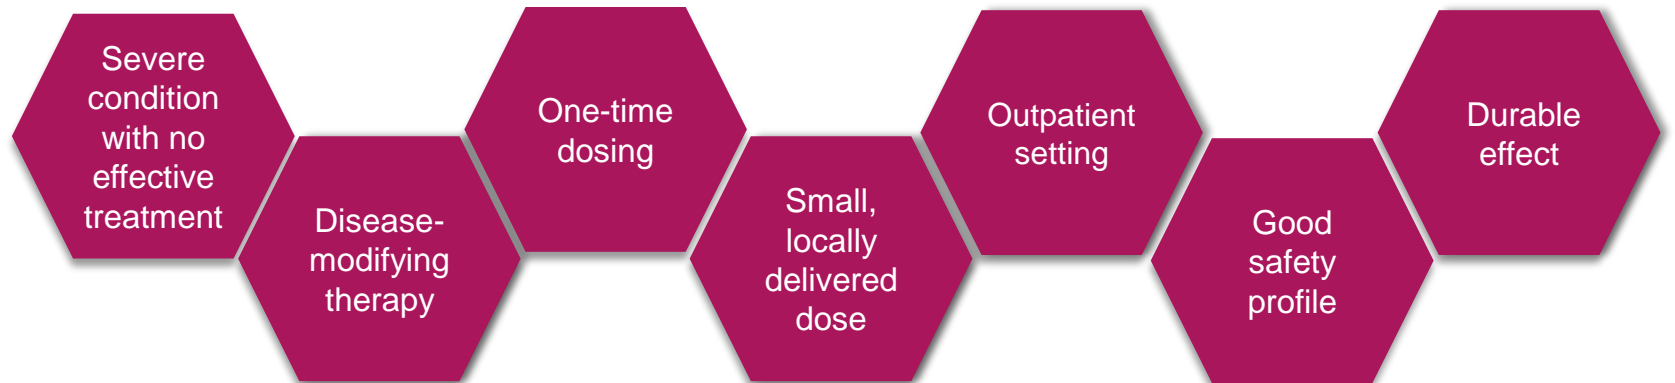 Severe
condition
with no
effective
treatment
Disease-
modifying
therapy
One-time
dosing
Small,
locally
delivered
dose
Outpatient
setting
Good
safety
profile
Durable
effect